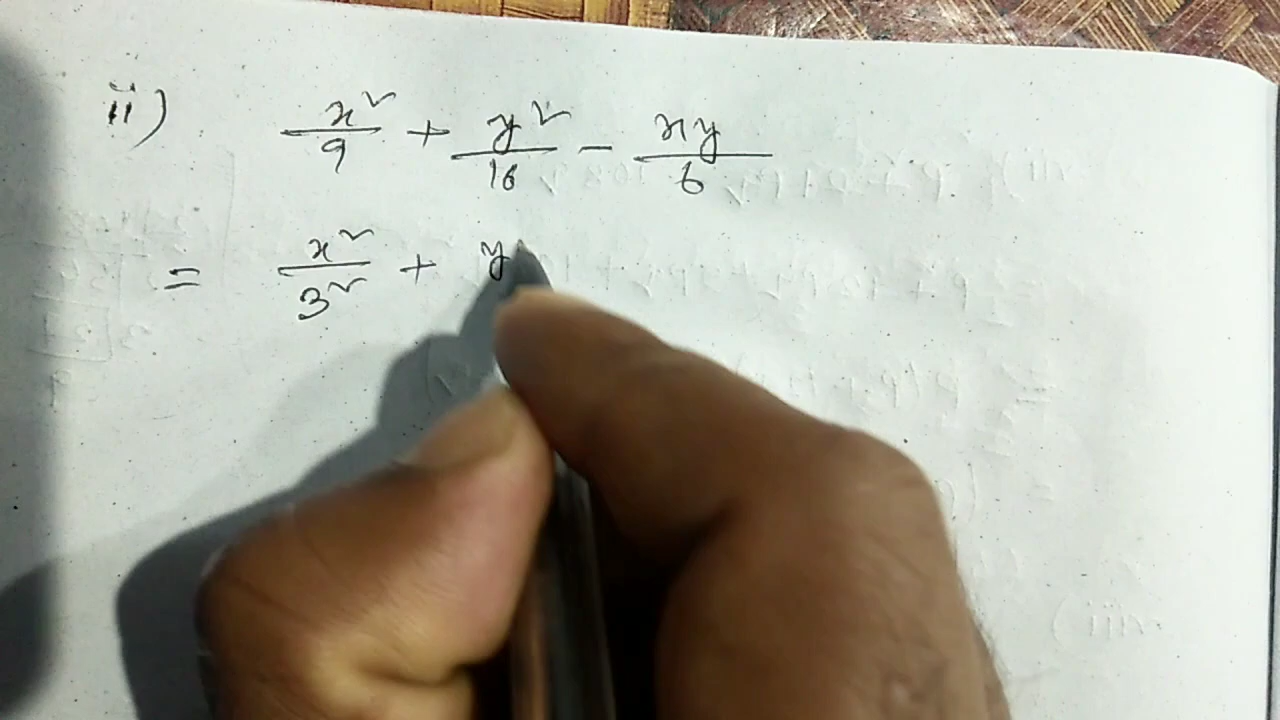 ii) x²/9 + y²/16 - xy/6
= x²/3² + y